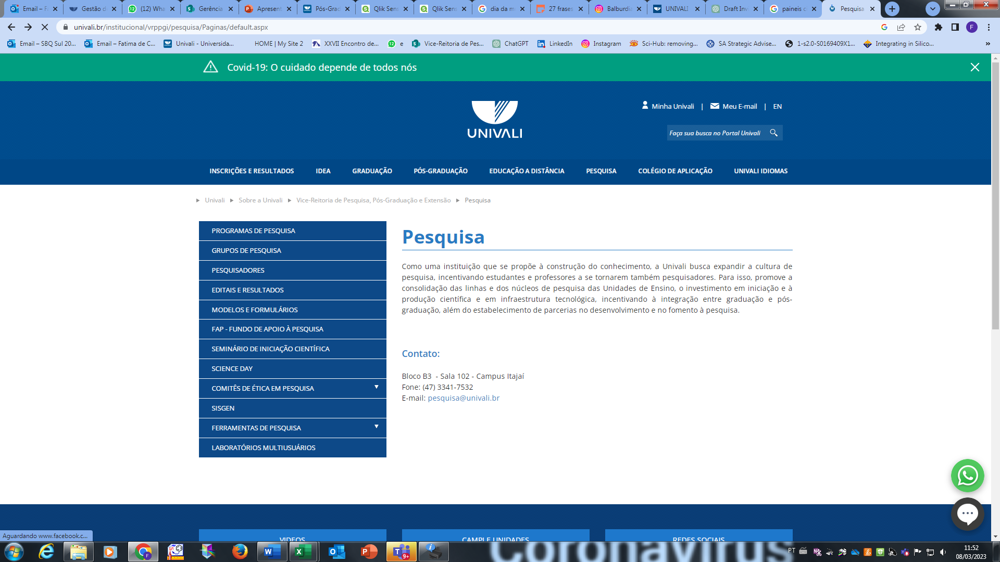 Email – F
Gestão d
(12) Wha
Gerência
Apresent
Pós-Grad
Qlik Sens
Qlik Sens
dia da m
27 frases
Balburdi
UNIVALI
Draft Inv
paineis c
Pesquisa
univali.br/institucional/vrppgi/pesquisa/Paginas/default.aspx
Email – SBQ Sul 20...
Email – Fatima de C...
Univali - Universida...
HOME | My Site 2
XXVII Encontro de...
e
Vice-Reitoria de Pes...
ChatGPT
LinkedIn
Instagram
Sci-Hub: removing...
SA Strategic Advise...
1-s2.0-S0169409X1...
Integrating in Silico...
Covid-19: O cuidado depende de todos nós
UNIVALI
Minha Univali | Meu E-mail | EN
Faça sua busca no Portal Univali
INSCRIÇÕES E RESULTADOS IDEA GRADUAÇÃO PÓS-GRADUAÇÃO EDUCAÇÃO A DISTÂNCIA PESQUISA COLÉGIO DE APLICAÇÃO UNIVALI IDIOMAS
Univali Sobre a Univali Vice-Reitoria de Pesquisa, Pós-Graduação e Extensão Pesquisa
PROGRAMAS DE PESQUISA
GRUPOS DE PESQUISA
PESQUISADORES
EDITAIS E RESULTADOS
MODELOS E FORMULÁRIOS
FAP - FUNDO DE APOIO À PESQUISA
SEMINÁRIO DE INICIAÇÃO CIENTÍFICA
SCIENCE DAY
COMITÊS DE ÉTICA EM PESQUISA
SISGEN
FERRAMENTAS DE PESQUISA
LABORATÓRIOS MULTIUSUÁRIOS
Pesquisa
Como uma instituição que se propõe à construção do conhecimento, a Univali busca expandir a cultura de
pesquisa, incentivando estudantes e professores a se tornarem também pesquisadores. Para isso, promove a
consolidação das linhas e dos núcleos de pesquisa das Unidades de Ensino, o investimento em iniciação e à
produção científica e em infraestrutura tecnológica, incentivando à integração entre graduação e pós-
graduação, além do estabelecimento de parcerias no desenvolvimento e no fomento à pesquisa.
Contato:
Bloco B3 - Sala 102 - Campus Itajaí
Fone: (47) 3341-7532
E-mail: pesquisa@univali.br
VIDEOS
CAMPI E UNIDADES
REDES SOCIAIS
Aguardando www.facebook.c...
Coronavírus
PT
11:52
08/03/2023